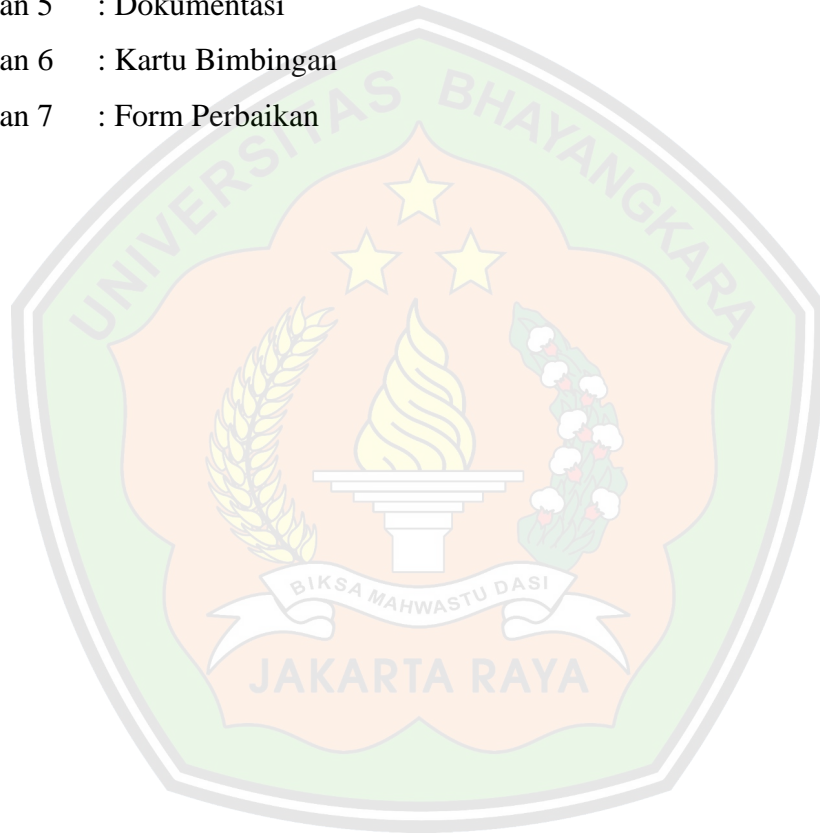 an 5 : Dokumentasi
an 6 : Kartu Bimbingan
an 7 : Form Perbaikan
UNIVERSITAS BHAYANGKARA
BIKSA MAHWASTU DASI
JAKARTA RAYA